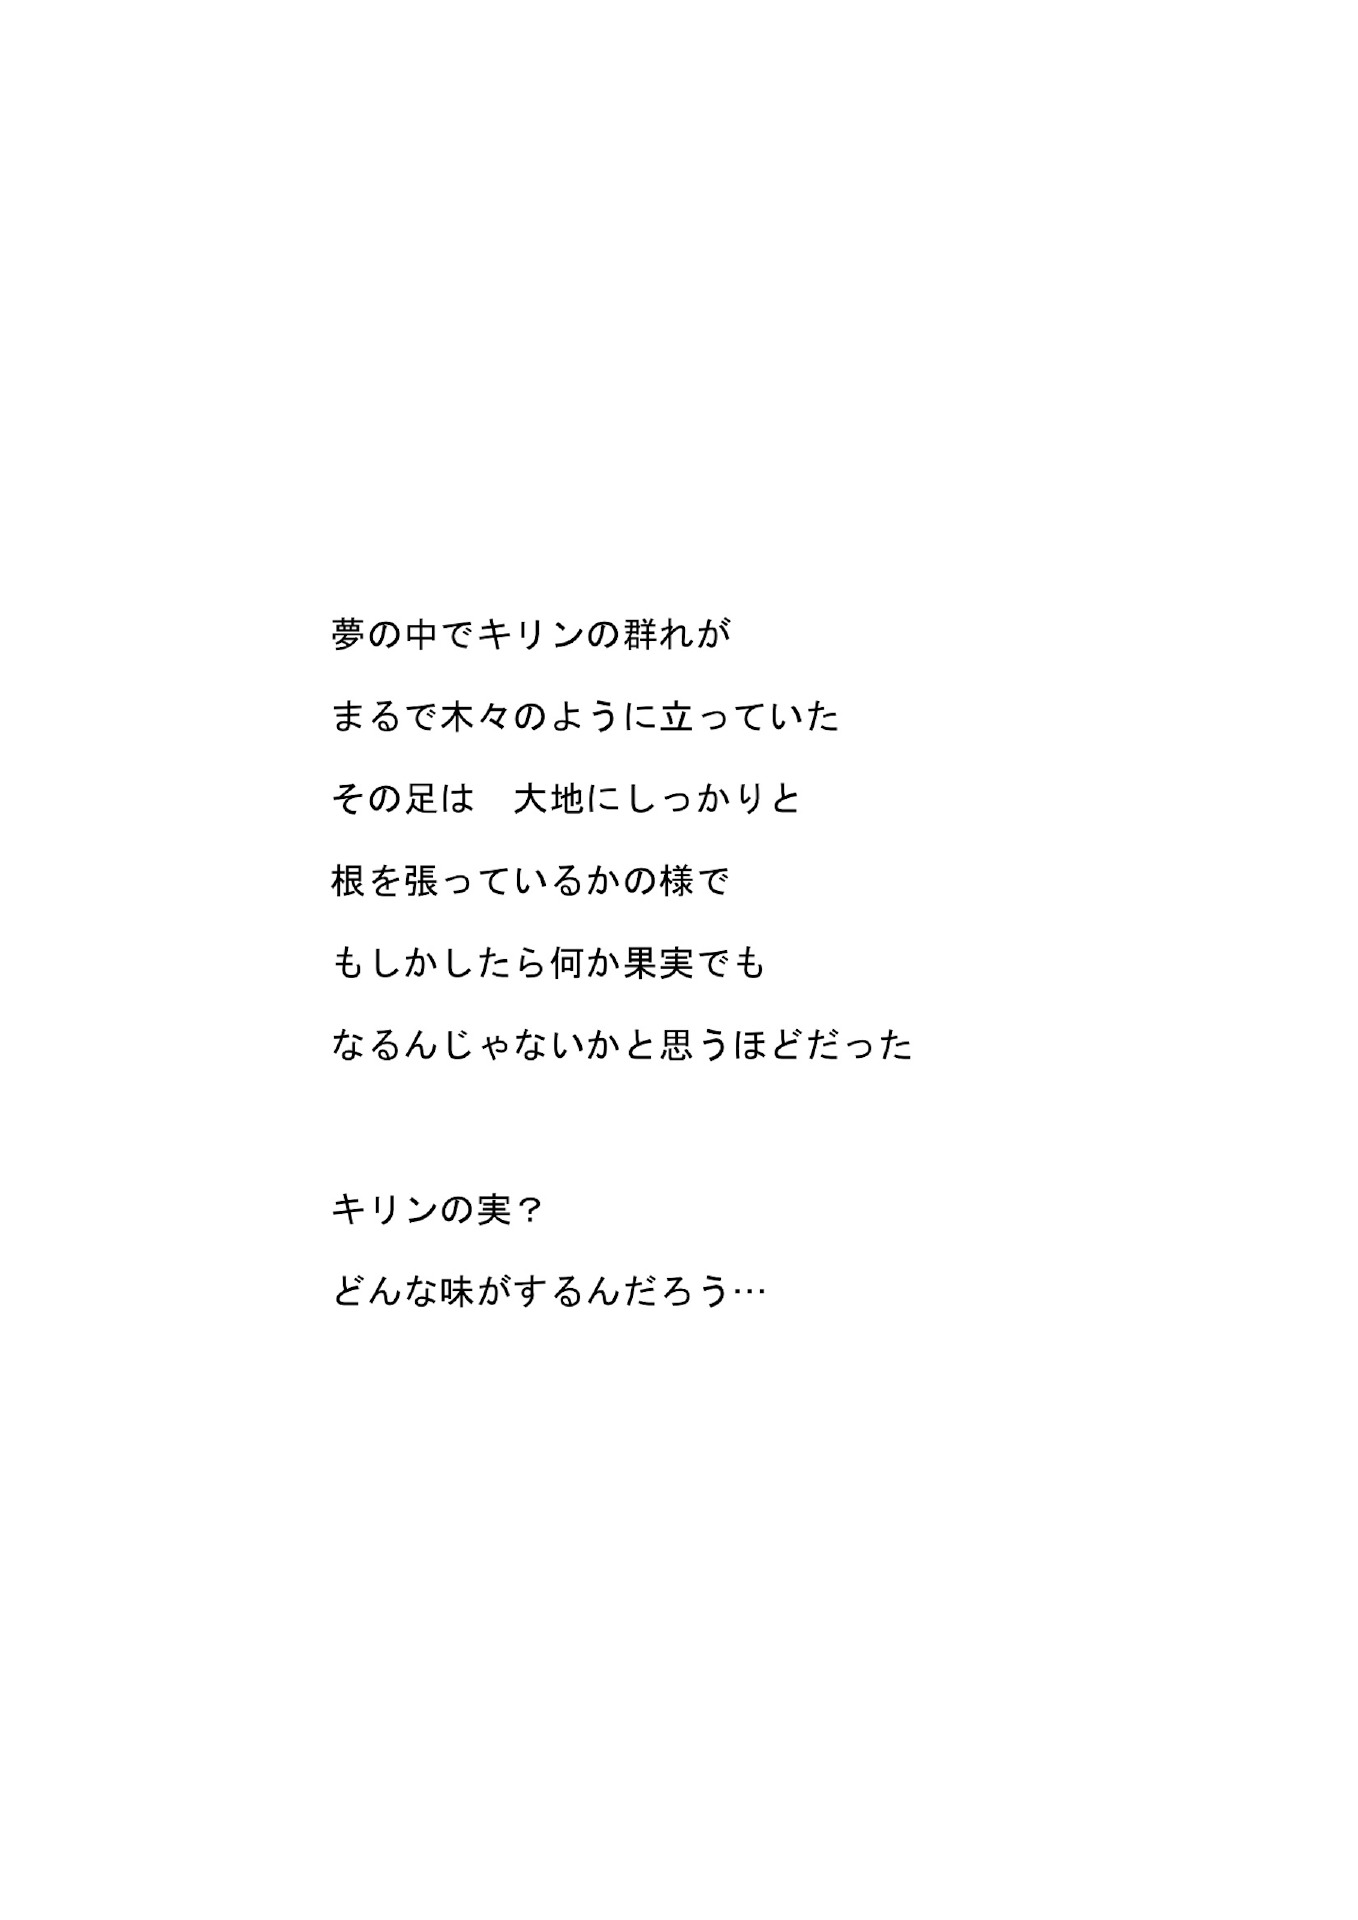 夢の中でキリンの群れが
まるで木々のように立っていた
その足は　大地にしっかりと
根を張っているかの様で
もしかしたら何か果実でも
なるんじゃないかと思うほどだった
キリンの実？
どんな味がするんだろう…